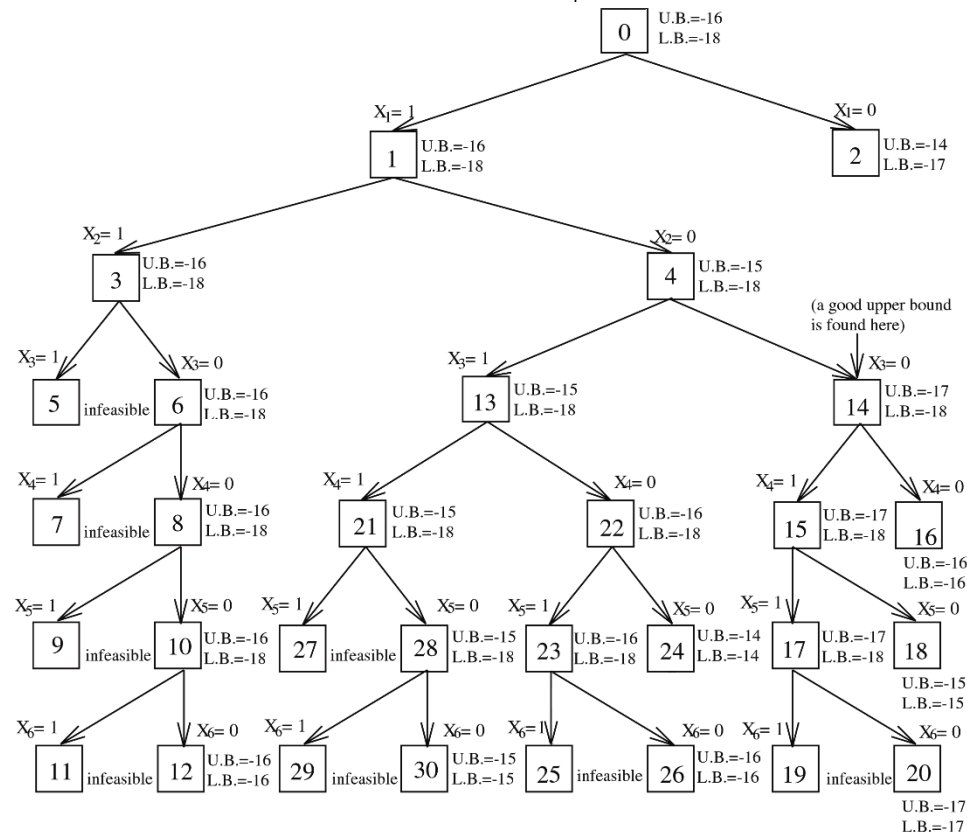 0
U.B.=-16
L.B.=-18
X1= 1
X1= 0
1
U.B.=-16
L.B.=-18
2
U.B.=-14
L.B.=-17
X2= 1
X2= 0
3
U.B.=-16
L.B.=-18
4
U.B.=-15
L.B.=-18
(a good upper bound
is found here)
X3= 1
X3= 0
X3= 1
X3= 0
5
infeasible
6
U.B.=-16
L.B.=-18
13
U.B.=-15
L.B.=-18
14
U.B.=-17
L.B.=-18
X4= 1
X4= 0
X4= 1
X4= 0
X4= 1
X4= 0
7
infeasible
8
U.B.=-16
L.B.=-18
21
U.B.=-15
L.B.=-18
22
U.B.=-16
L.B.=-18
15
U.B.=-17
L.B.=-18
16
U.B.=-16
L.B.=-16
X5= 1
X5= 0
X5= 1
X5= 0
X5= 1
X5= 0
X5= 1
X5= 0
9
infeasible
10
U.B.=-16
L.B.=-18
27
infeasible
28
U.B.=-15
L.B.=-18
23
U.B.=-16
L.B.=-18
24
U.B.=-14
L.B.=-14
17
U.B.=-17
L.B.=-18
18
U.B.=-15
L.B.=-15
X6= 1
X6= 0
X6= 1
X6= 0
X6= 1
X6= 0
X6= 1
X6= 0
11
infeasible
12
U.B.=-16
L.B.=-16
29
infeasible
30
U.B.=-15
L.B.=-15
25
infeasible
26
U.B.=-16
L.B.=-16
19
infeasible
20
U.B.=-17
L.B.=-17